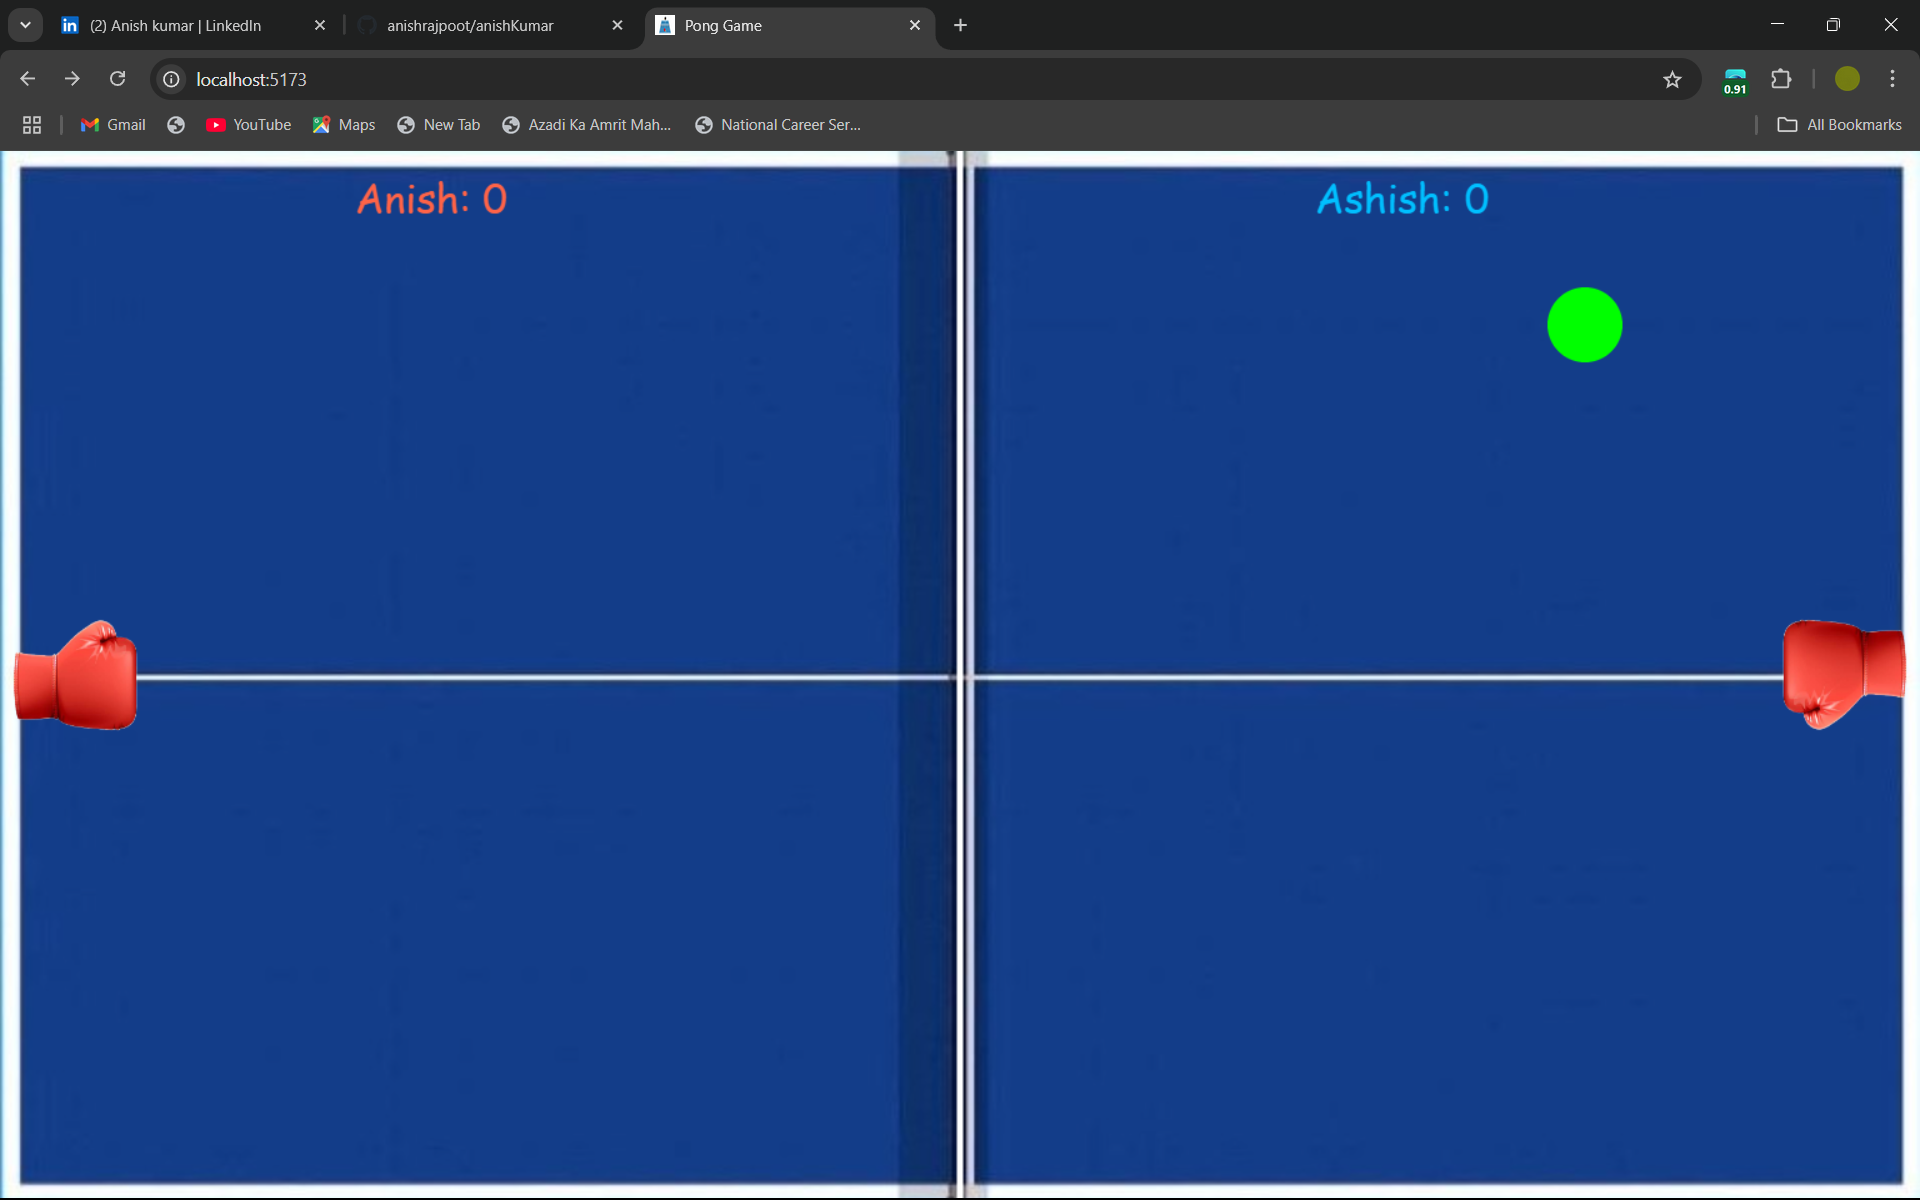 (2) Anish kumar | LinkedIn
anishrajpoot/anishKumar
Pong Game
localhost:5173
0.91
Gmail
YouTube
Maps
New Tab
Azadi Ka Amrit Mah...
National Career Ser...
All Bookmarks
Anish: 0
Ashish: 0